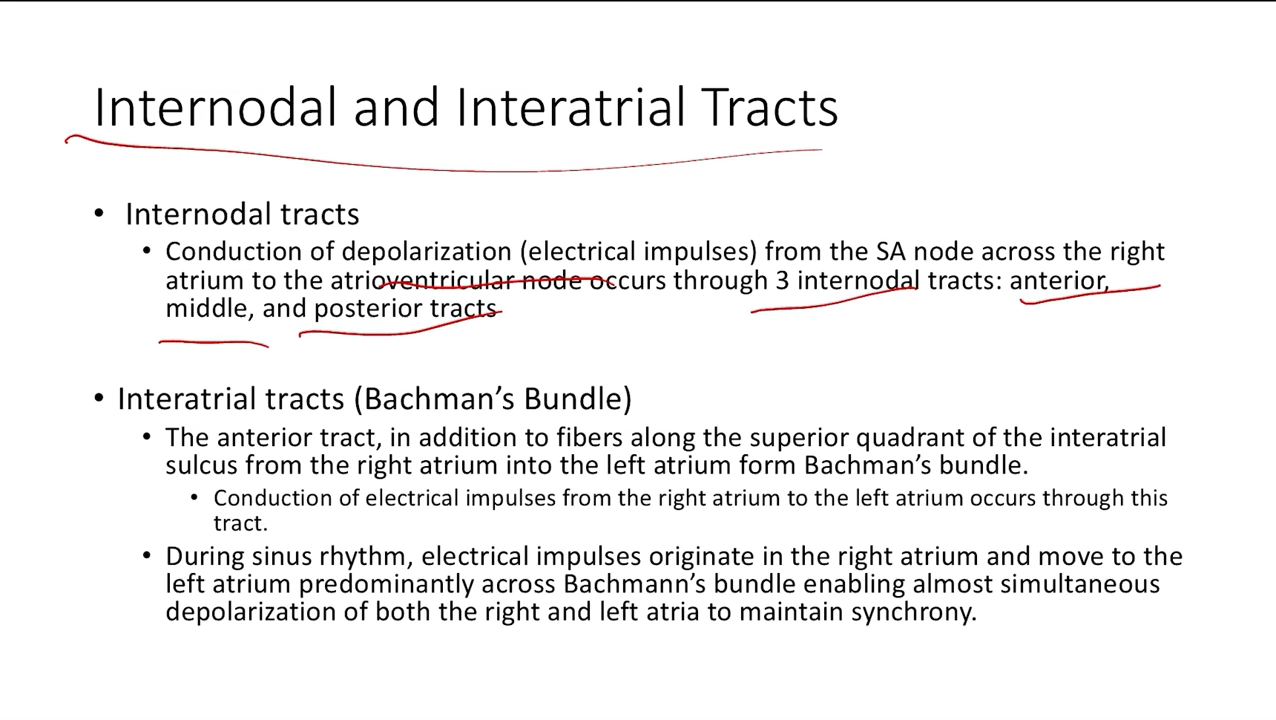 Internodal and Interatrial Tracts
• Internodal tracts
• Conduction of depolarization (electrical impulses) from the SA node across the right
atrium to the atrioventricular node occurs through 3 internodal tracts: anterior,
middle, and posterior tracts
• Interatrial tracts (Bachman’s Bundle)
• The anterior tract, in addition to fibers along the superior quadrant of the interatrial
sulcus from the right atrium into the left atrium form Bachman’s bundle.
• Conduction of electrical impulses from the right atrium to the left atrium occurs through this
tract.
• During sinus rhythm, electrical impulses originate in the right atrium and move to the
left atrium predominantly across Bachmann’s bundle enabling almost simultaneous
depolarization of both the right and left atria to maintain synchrony.